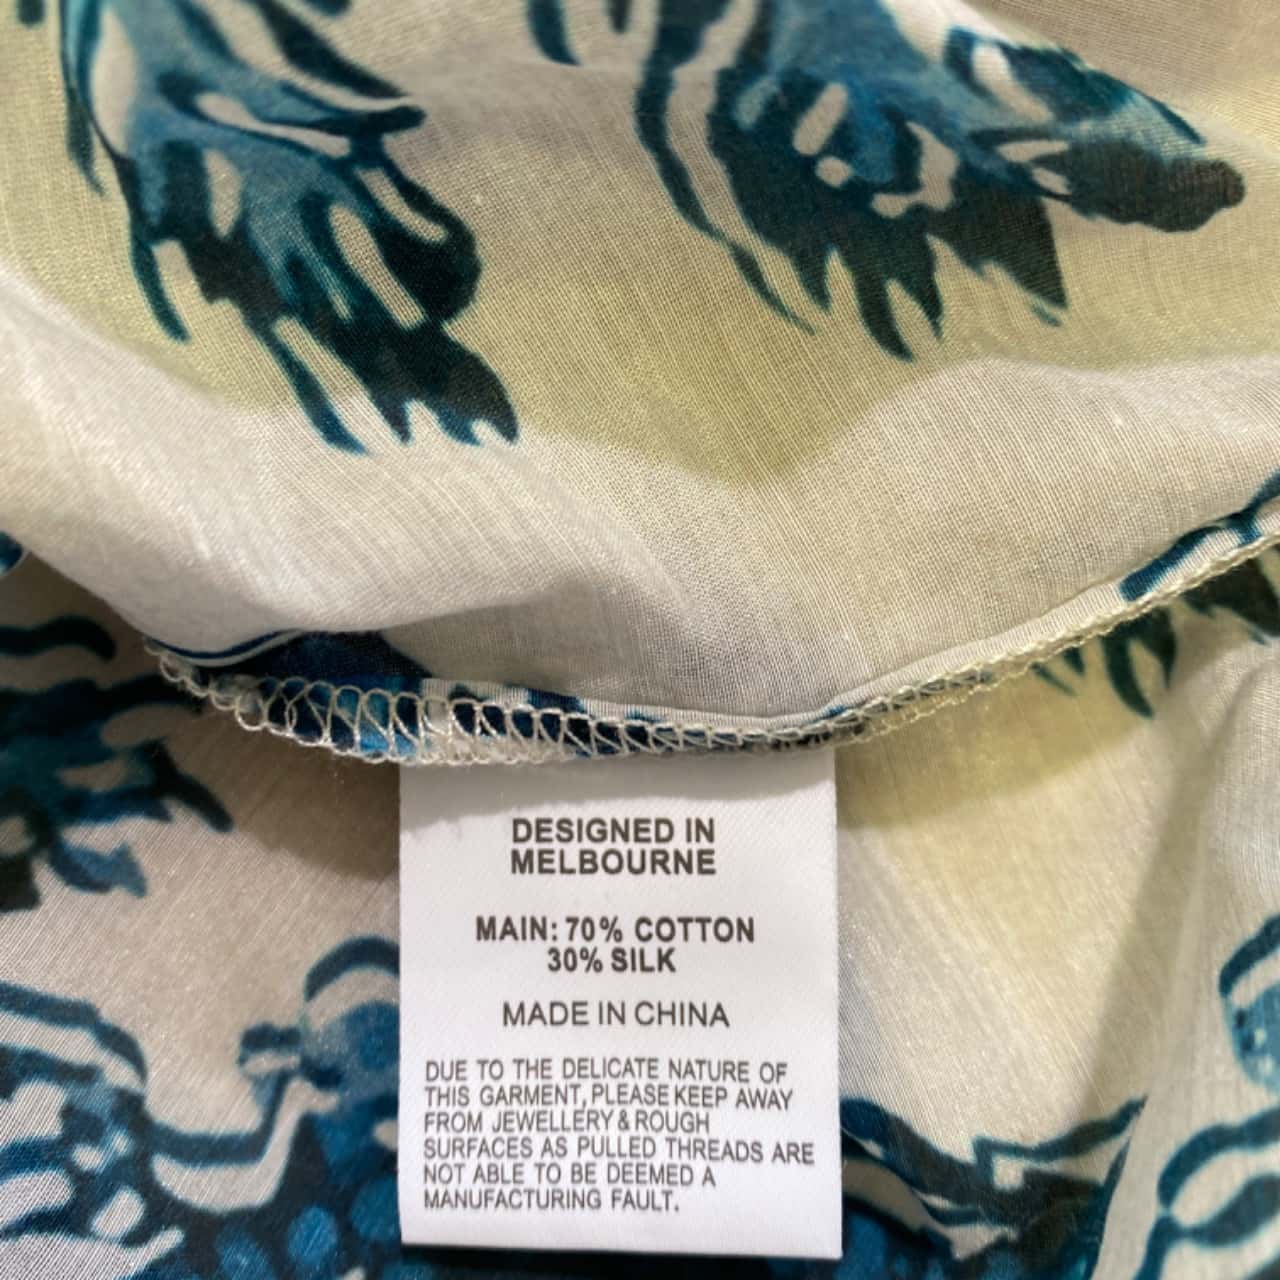 DESIGNED IN
MELBOURNE
MAIN: 70% COTTON
30% SILK
MADE IN CHINA
DUE TO THE DELICATE NATURE OF
THIS GARMENT, PLEASE KEEP AWAY
FROM JEWELLERY & ROUGH
SURFACES AS PULLED THREADS ARE
NOT ABLE TO BE DEEMED A
MANUFACTURING FAULT.